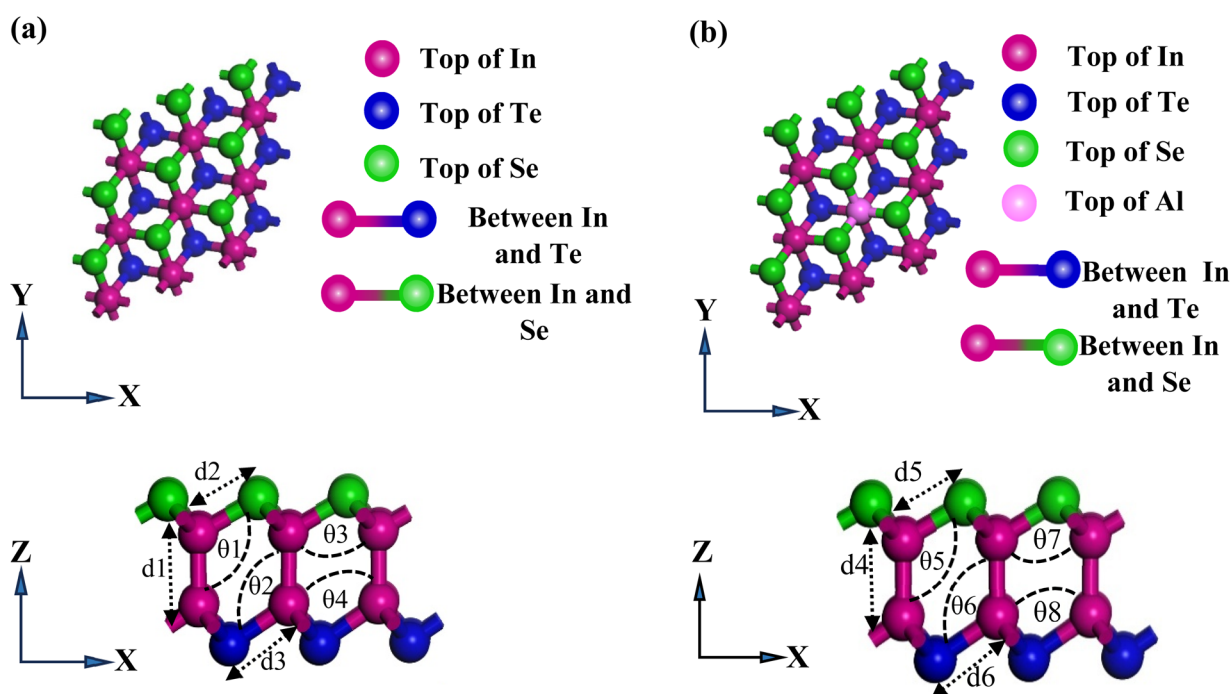 (a)
Top of In
Top of Te
Top of Se
Between In
and Te
Between In and
Se
Y
X
(b)
Top of In
Top of Te
Top of Se
Top of Al
Between In
and Te
Between In
and Se
Y
X
d2
d1
θ1
θ2
θ3
θ4
d3
Z
X
d5
d4
θ5
θ6
θ7
θ8
d6
Z
X